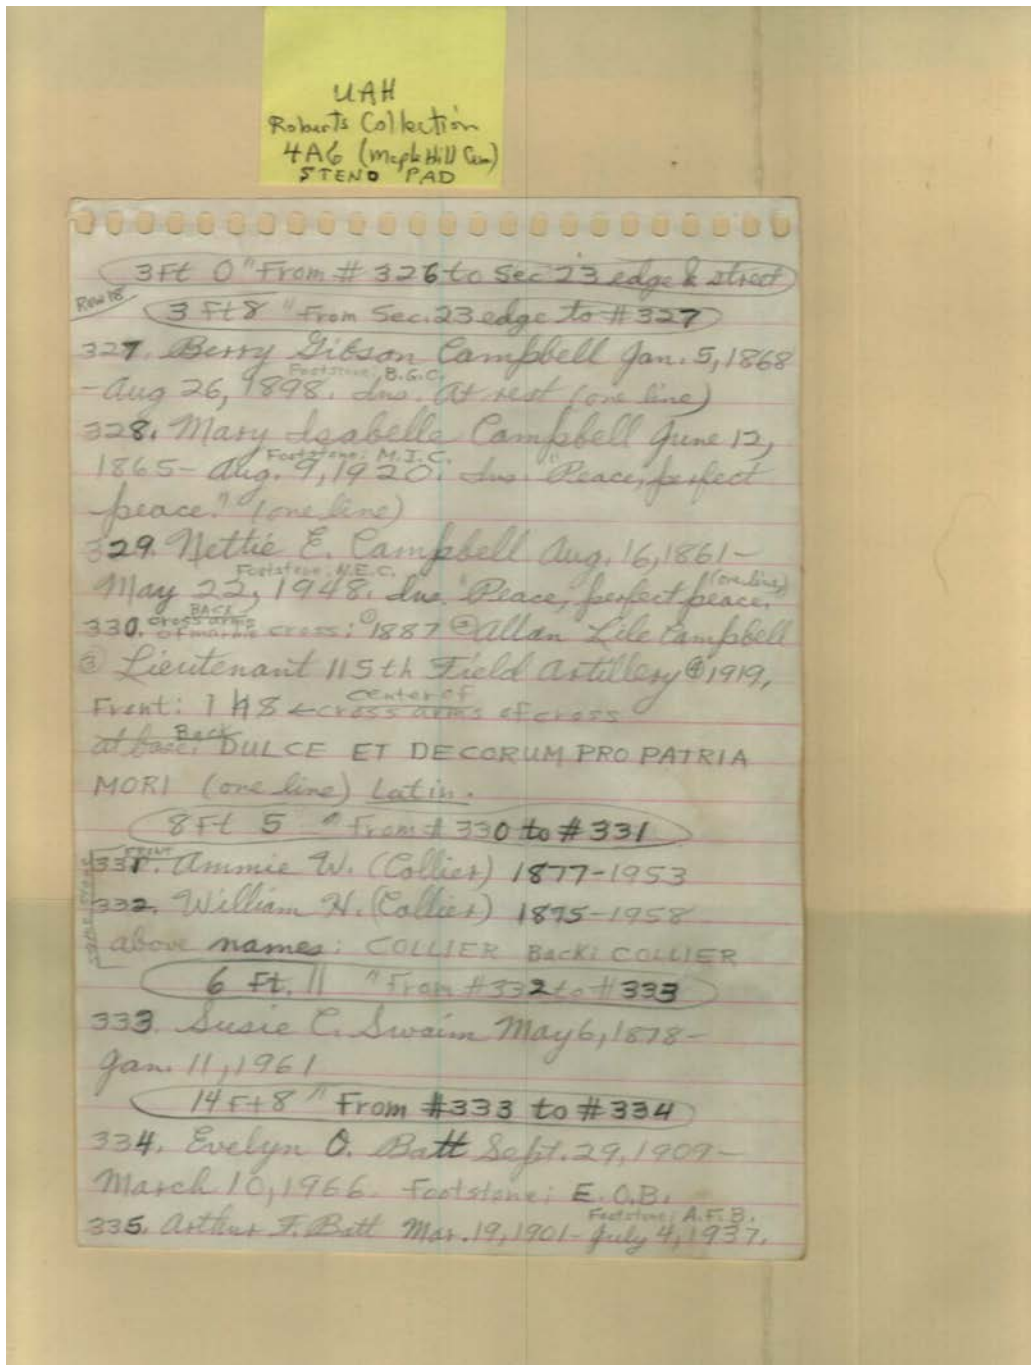 UAH
Roberts Collection
4A6 (Maple Hill Cem)
STENO PAD
3Ft 0" From # 326 to Sec 23 edge & street
Row 18
3 Ft 8 " From Sec. 23 edge to # 327
327. Berry Gibson Campbell Jan. 5, 1868
Footstone: B.G.C.
- Aug 26, 1898. Ins. At rest (one line)
328. Mary Isabelle Campbell June 12,
Footstone: M.I.C.
1865- Aug. 9, 1920. Ins. "Peace, perfect
peace." (one line)
329. Nettie E. Campbell Aug. 16, 1861-
Footstone: N.E.C.
(one line)
May 22, 1948. Ins. "Peace, perfect peace.
BACK
cross arms
330. of marble cross: ① 1887 ② Allan Lile Campbell
③ Lieutenant 115th Field Artillery ④ 1919,
center of
Front: I H S ← cross arms of cross
Back
at base: DULCE ET DECORUM PRO PATRIA
MORI (one line) Latin.
8 Ft 5 " From # 330 to # 331
FRONT
331. Ammie W. (Collier) 1877-1953
same stone
332. William H. (Collier) 1875-1958
above names: COLLIER Back: COLLIER
6 Ft. 11 " From # 332 to # 333
333. Susie C. Swaim May 6, 1878-
Jan. 11, 1961
14 Ft 8 " From #333 to #334
334. Evelyn O. Batt Sept. 29, 1909-
March 10, 1966. Footstone: E.O.B.
Footstone: A.F.B.
335. Arthur F. Batt Mar. 19, 1901- July 4, 1937.